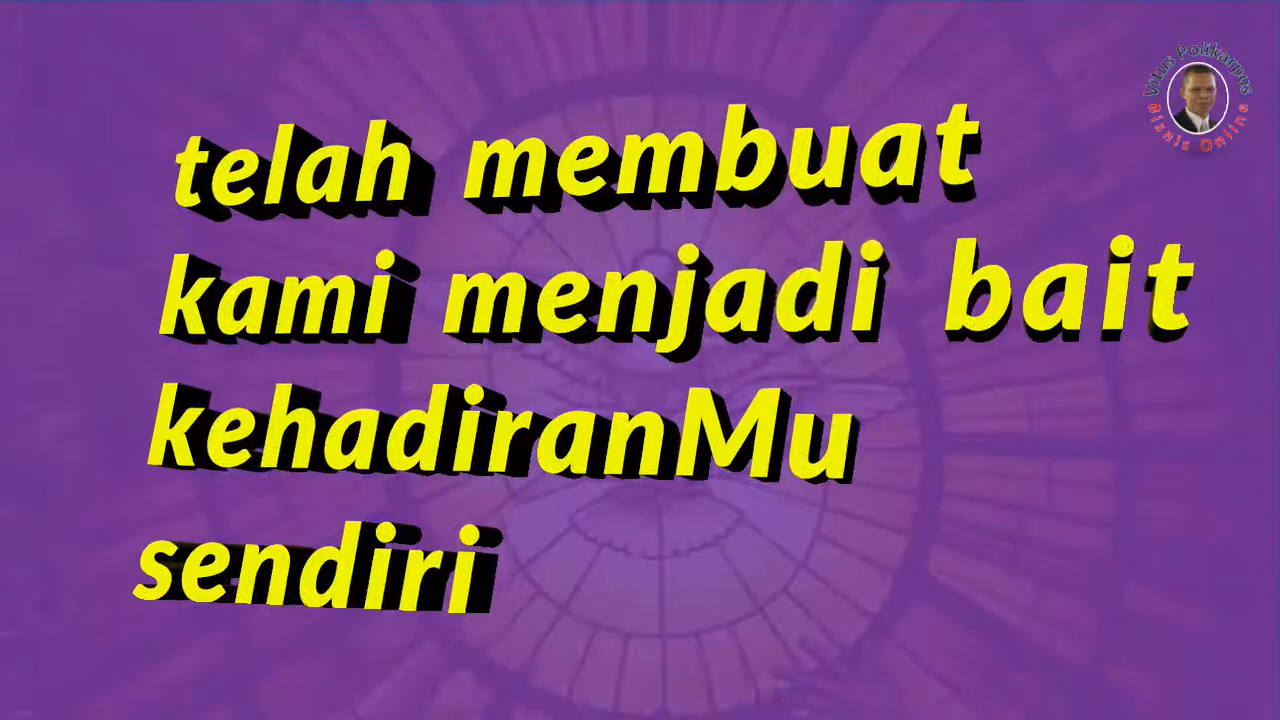 telah membuat
kami menjadi bait
kehadiranMu
sendiri
Vitus Polikarpus
Bisnis Online